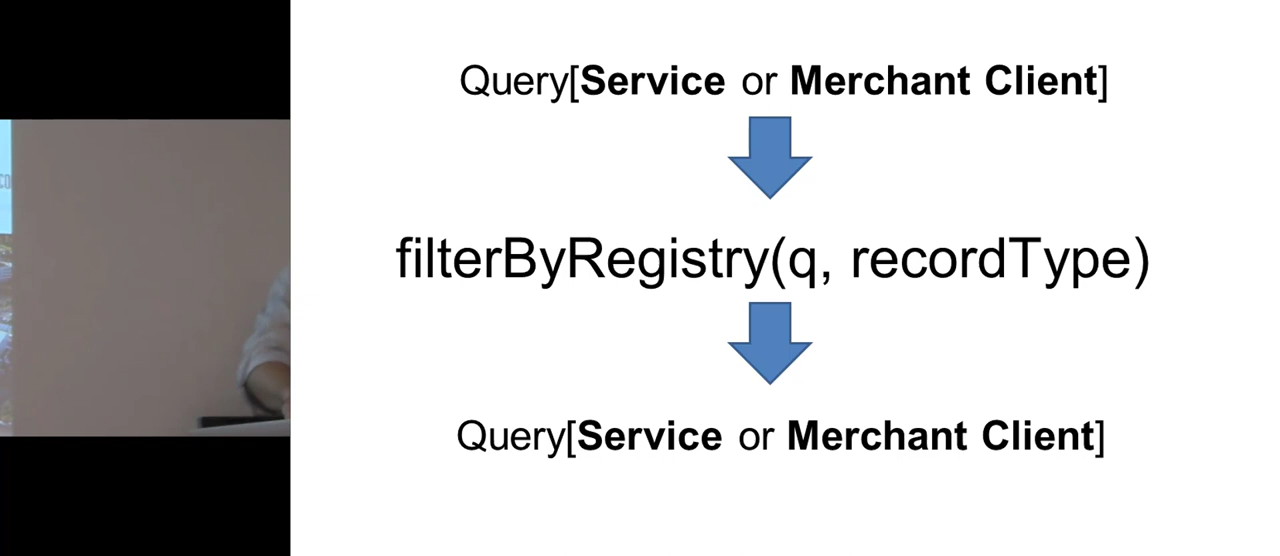 Query[Service or Merchant Client]
filterByRegistry(q, recordType)
Query[Service or Merchant Client]